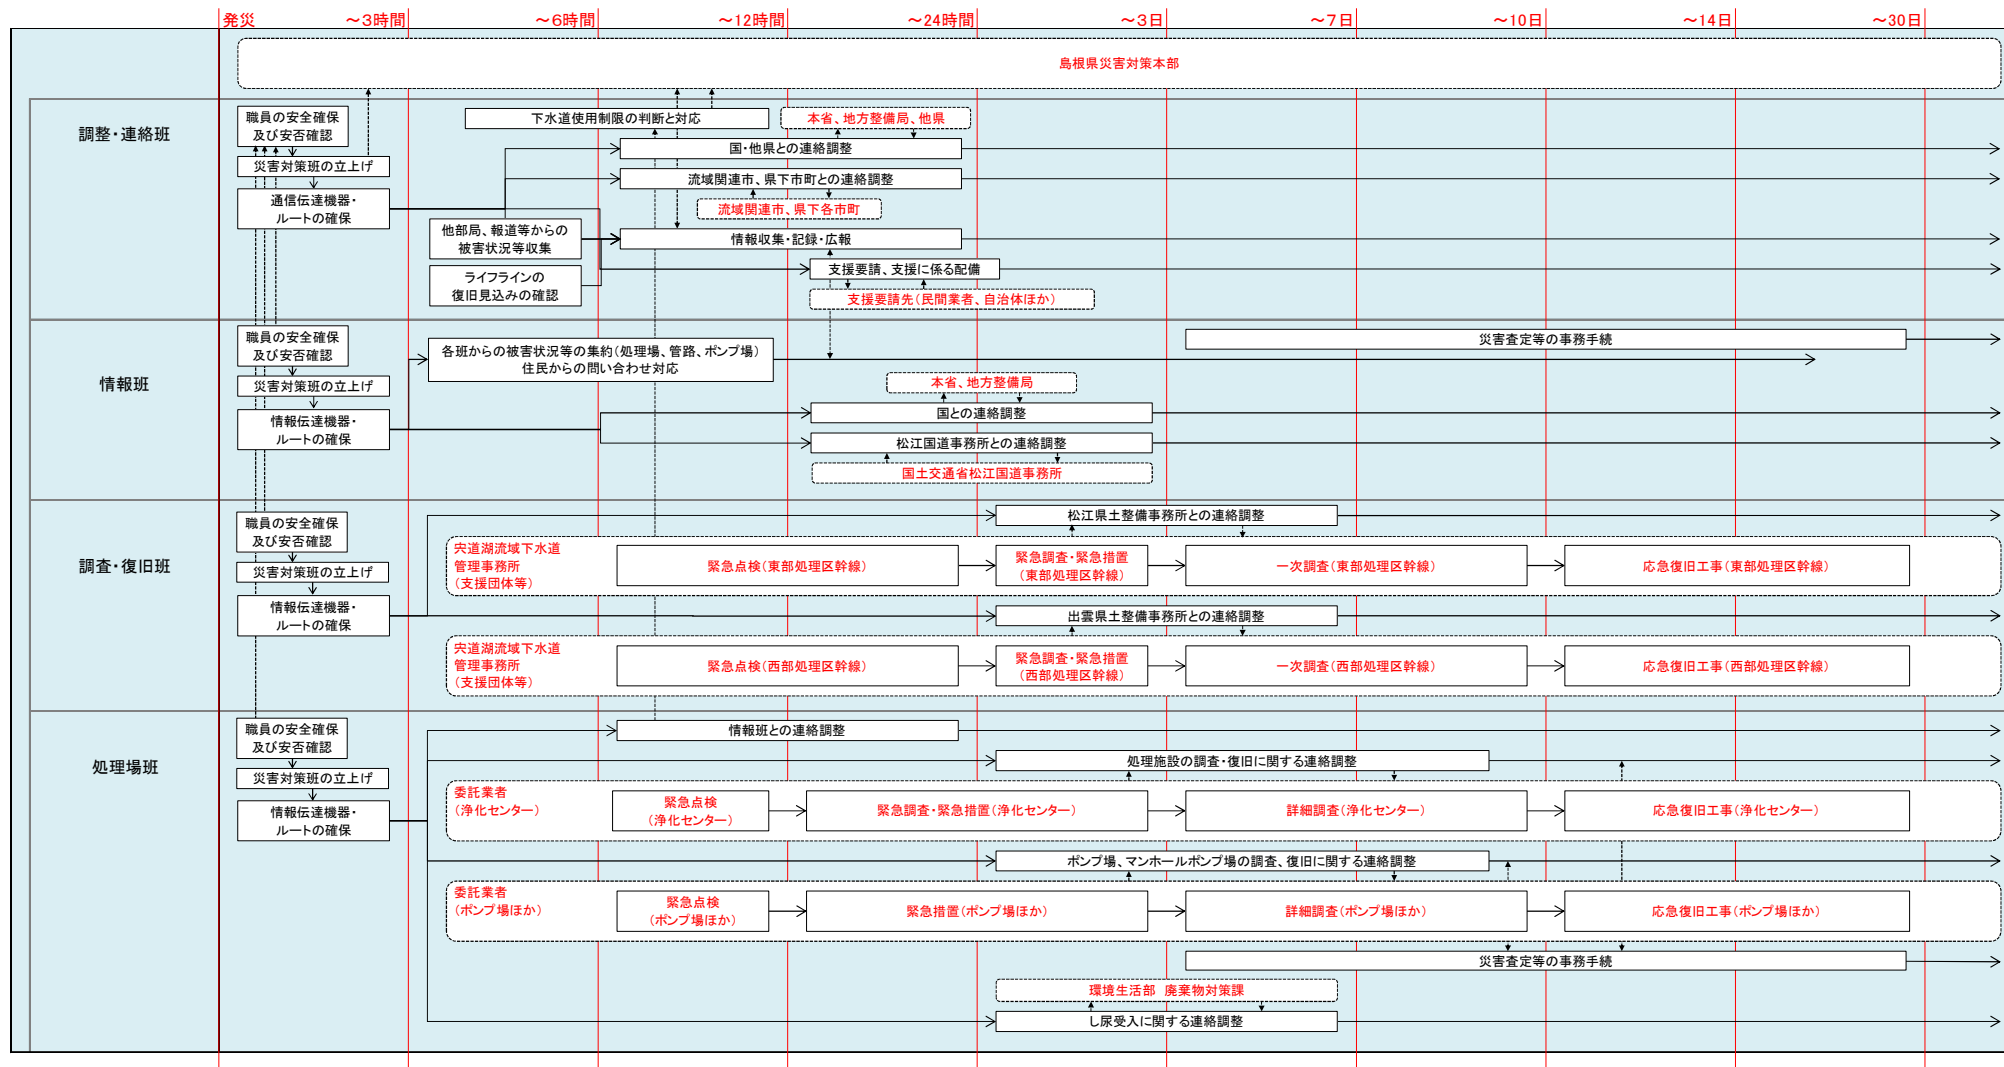 発災
～3時間
～6時間
～12時間
～24時間
～3日
～7日
～10日
～14日
～30日
島根県災害対策本部
調整・連絡班
職員の安全確保
及び安否確認
災害対策班の立上げ
通信伝達機器・
ルートの確保
下水道使用制限の判断と対応
本省、地方整備局、他県
国・他県との連絡調整
流域関連市、県下市町との連絡調整
流域関連市、県下各市町
他部局、報道等からの
被害状況等収集
情報収集・記録・広報
ライフラインの
復旧見込みの確認
支援要請、支援に係る配備
支援要請先（民間業者、自治体ほか）
情報班
職員の安全確保
及び安否確認
災害対策班の立上げ
情報伝達機器・
ルートの確保
各班からの被害状況等の集約（処理場、管路、ポンプ場）
住民からの問い合わせ対応
災害査定等の事務手続
本省、地方整備局
国との連絡調整
松江国道事務所との連絡調整
国土交通省松江国道事務所
調査・復旧班
職員の安全確保
及び安否確認
災害対策班の立上げ
情報伝達機器・
ルートの確保
松江県土整備事務所との連絡調整
宍道湖流域下水道
管理事務所
（支援団体等）
緊急点検（東部処理区幹線）
緊急調査・緊急措置
（東部処理区幹線）
一次調査（東部処理区幹線）
応急復旧工事（東部処理区幹線）
出雲県土整備事務所との連絡調整
宍道湖流域下水道
管理事務所
（支援団体等）
緊急点検（西部処理区幹線）
緊急調査・緊急措置
（西部処理区幹線）
一次調査（西部処理区幹線）
応急復旧工事（西部処理区幹線）
処理場班
職員の安全確保
及び安否確認
災害対策班の立上げ
情報伝達機器・
ルートの確保
情報班との連絡調整
処理施設の調査・復旧に関する連絡調整
委託業者
（浄化センター）
緊急点検
（浄化センター）
緊急調査・緊急措置（浄化センター）
詳細調査（浄化センター）
応急復旧工事（浄化センター）
ポンプ場、マンホールポンプ場の調査、復旧に関する連絡調整
委託業者
（ポンプ場ほか）
緊急点検
（ポンプ場ほか）
緊急措置（ポンプ場ほか）
詳細調査（ポンプ場ほか）
応急復旧工事（ポンプ場ほか）
災害査定等の事務手続
環境生活部 廃棄物対策課
し尿受入に関する連絡調整